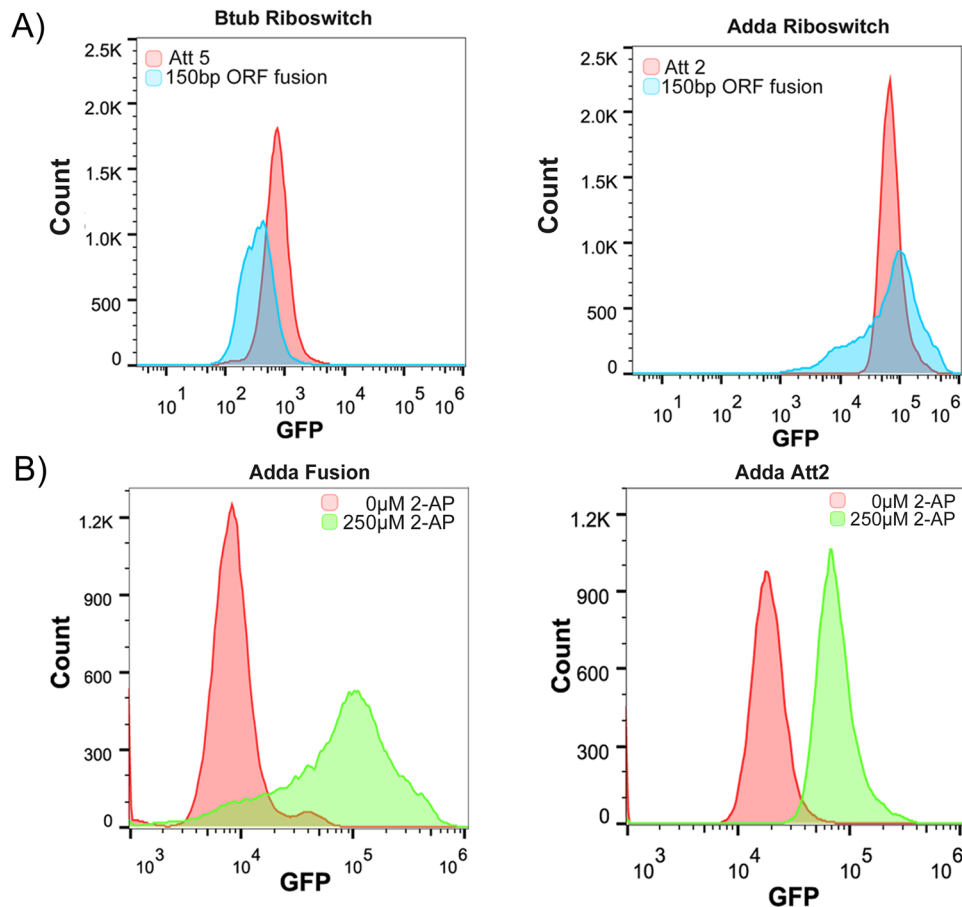 A)
Btub Riboswitch
Att 5
150bp ORF fusion
2.5K
2.0K
1.5K
1.0K
500
0
Count
10^1 10^2 10^3 10^4 10^5 10^6
GFP
Adda Riboswitch
Att 2
150bp ORF fusion
2.5K
2.0K
1.5K
1.0K
500
0
Count
10^1 10^2 10^3 10^4 10^5 10^6
GFP
B)
Adda Fusion
0µM 2-AP
250µM 2-AP
1.2K
900
600
300
0
Count
10^3 10^4 10^5 10^6
GFP
Adda Att2
0µM 2-AP
250µM 2-AP
1.2K
900
600
300
0
Count
10^3 10^4 10^5 10^6
GFP